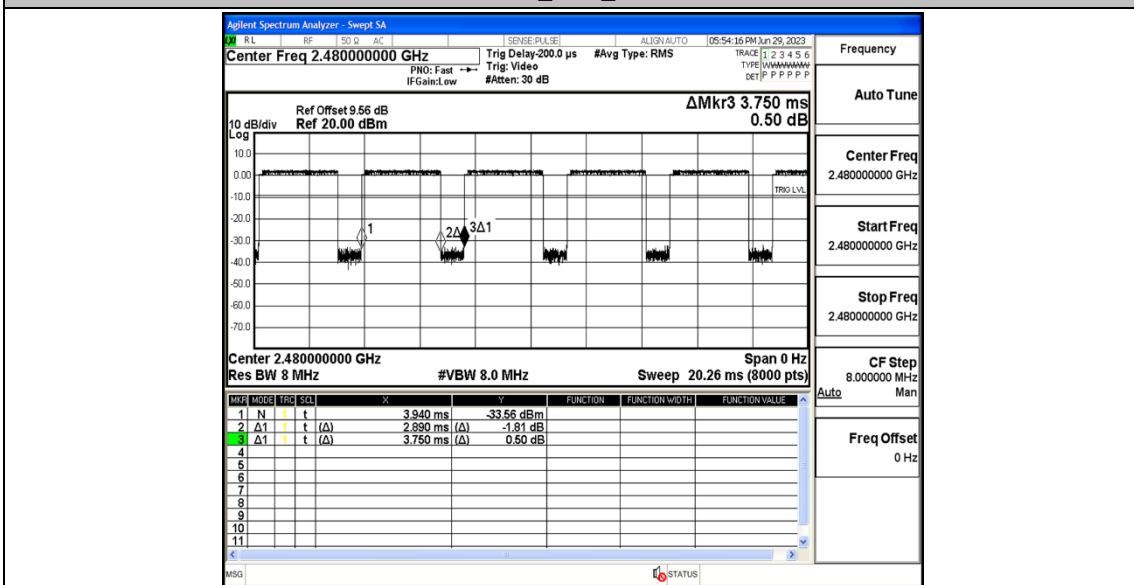 Agilent Spectrum Analyzer - Swept SA
RL RF 50 Ω AC SENSE:PULSE ALIGN AUTO 05:54:16 PM Jun 29, 2023
Center Freq 2.480000000 GHz
PNO: Fast
IFGain:Low
Trig Delay-200.0 µs
Trig: Video
#Atten: 30 dB
#Avg Type: RMS
TRACE 1 2 3 4 5 6
TYPE WWWWWW
DET P P P P P P
ΔMkr3 3.750 ms
0.50 dB
Ref Offset 9.56 dB
10 dB/div Ref 20.00 dBm
Log
10.0
0.00
-10.0
-20.0
-30.0
-40.0
-50.0
-60.0
-70.0
TRIG LVL
1
2Δ
3Δ1
Center 2.480000000 GHz Span 0 Hz
Res BW 8 MHz #VBW 8.0 MHz Sweep 20.26 ms (8000 pts)
MKR MODE TRC SCL X Y FUNCTION FUNCTION WIDTH FUNCTION VALUE
1 N 1 t 3.940 ms -33.56 dBm
2 Δ1 1 t (Δ) 2.890 ms (Δ) -1.81 dB
3 Δ1 1 t (Δ) 3.750 ms (Δ) 0.50 dB
4
5
6
7
8
9
10
11
MSG STATUS
Frequency
Auto Tune
Center Freq
2.480000000 GHz
Start Freq
2.480000000 GHz
Stop Freq
2.480000000 GHz
CF Step
8.000000 MHz
Auto Man
Freq Offset
0 Hz